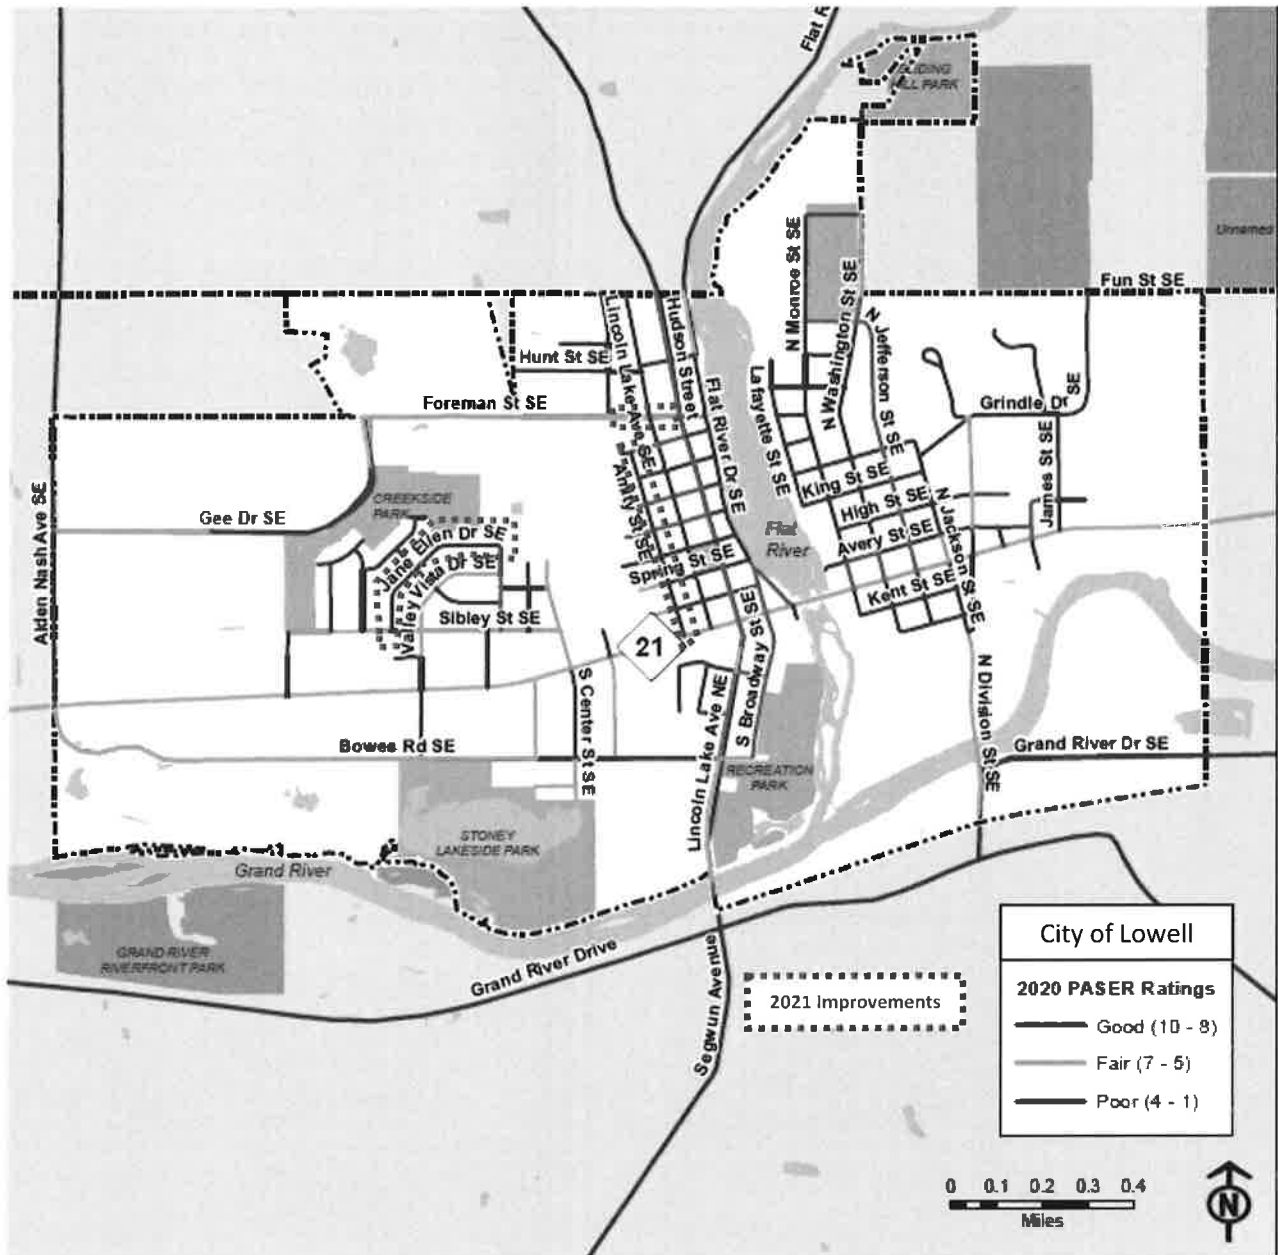 Flat R
SLIDING
HILL PARK
Unnamed
Fun St SE
N Monroe St SE
N Washington St SE
N Jefferson St SE
Lincoln Lake Ave SE
Hudson Street
Hunt St SE
Foreman St SE
Flat River Dr SE
Lafayette St SE
Grindle Dr SE
James St SE
Amity St SE
King St SE
High St SE
Avery St SE
N Jackson St SE
Kent St SE
Flat
River
Spring St SE
Alden Nash Ave SE
Gee Dr SE
CREEKSIDE
PARK
Jane Ellen Dr SE
Valley Vista Dr SE
Sibley St SE
21
S Center St SE
S Broadway St SE
Lincoln Lake Ave NE
N Division St SE
Bowes Rd SE
Grand River Dr SE
RECREATION
PARK
STONEY
LAKESIDE PARK
Grand River
GRAND RIVER
RIVERFRONT PARK
Grand River Drive
Segwun Avenue
2021 Improvements
City of Lowell
2020 PASER Ratings
Good (10 - 8)
Fair (7 - 5)
Poor (4 - 1)
0 0.1 0.2 0.3 0.4
Miles
N